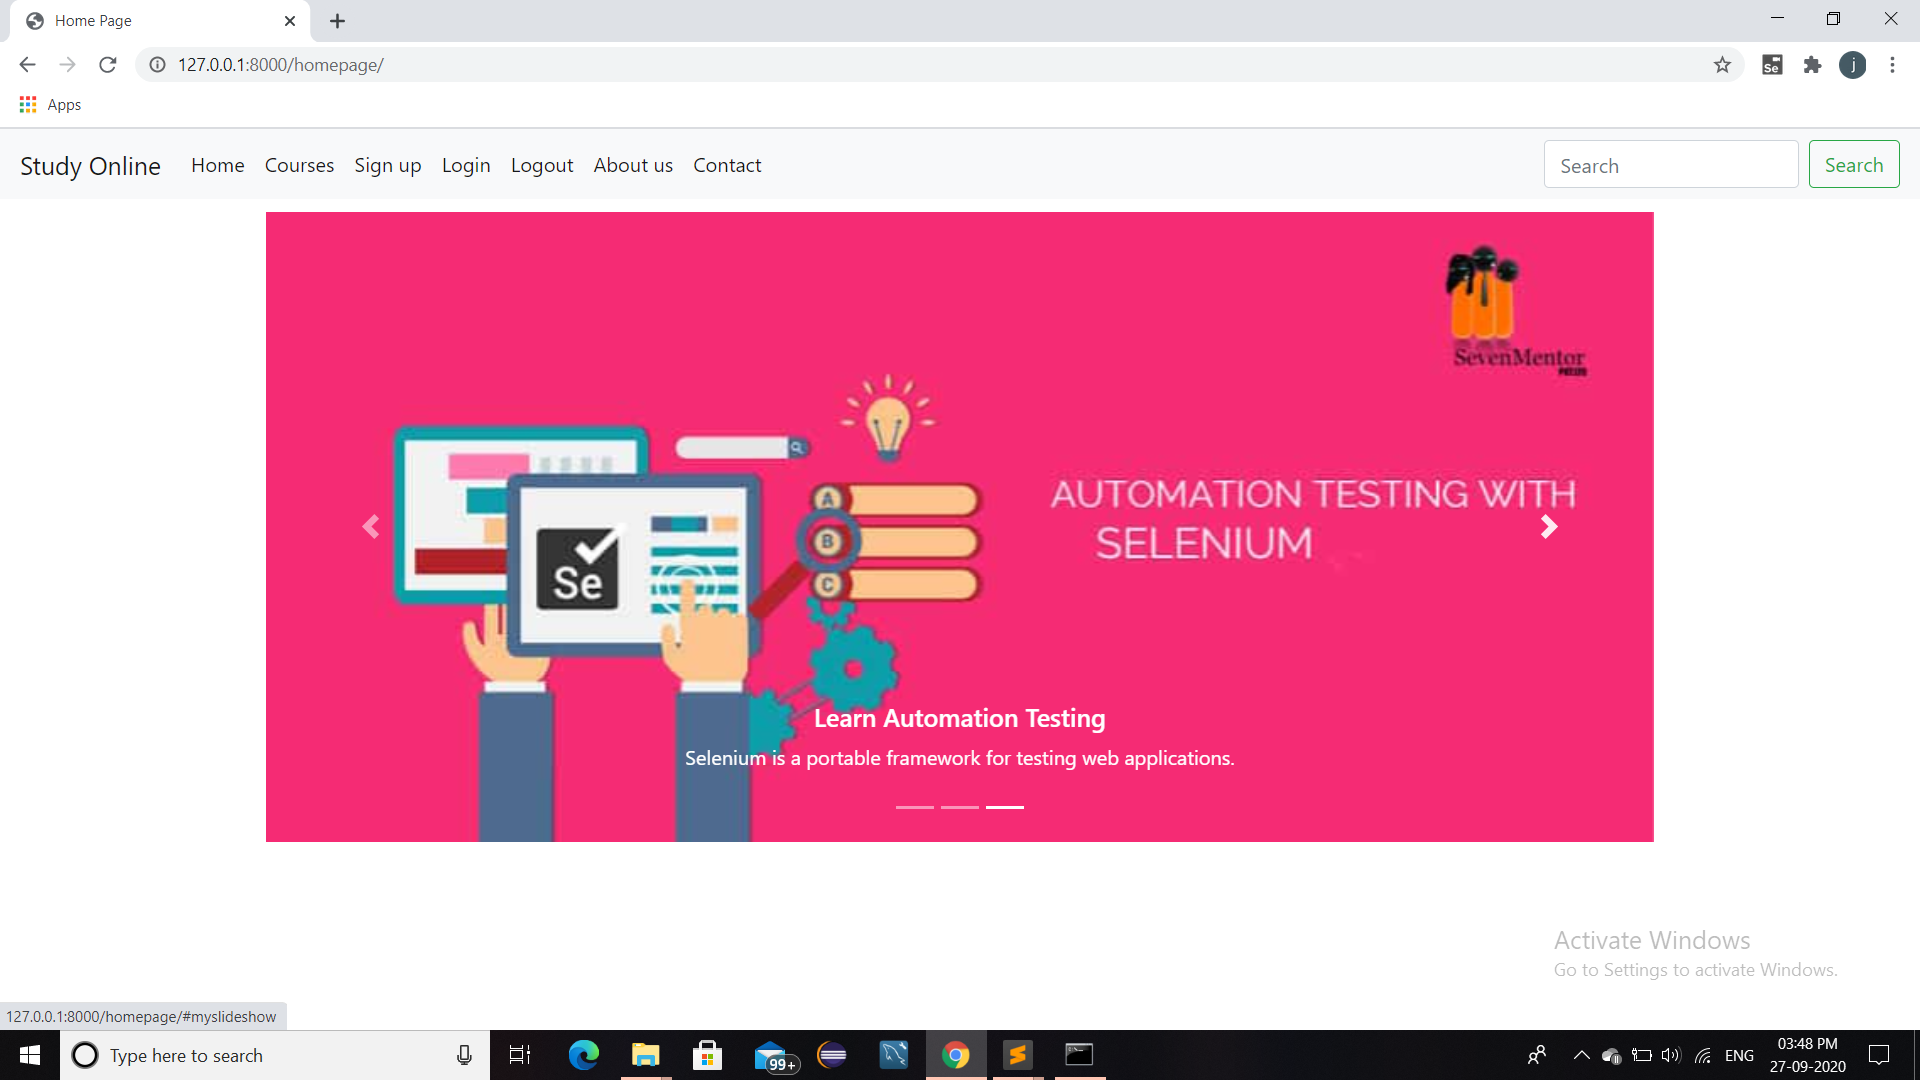 Home Page
127.0.0.1:8000/homepage/
Se
j
Apps
Study Online Home Courses Sign up Login Logout About us Contact Search Search
SevenMentor
AUTOMATION TESTING WITH
SELENIUM
A
B
C
Se
Learn Automation Testing
Selenium is a portable framework for testing web applications.
Activate Windows
Go to Settings to activate Windows.
127.0.0.1:8000/homepage/#myslideshow
Type here to search
99+
ENG
03:48 PM
27-09-2020